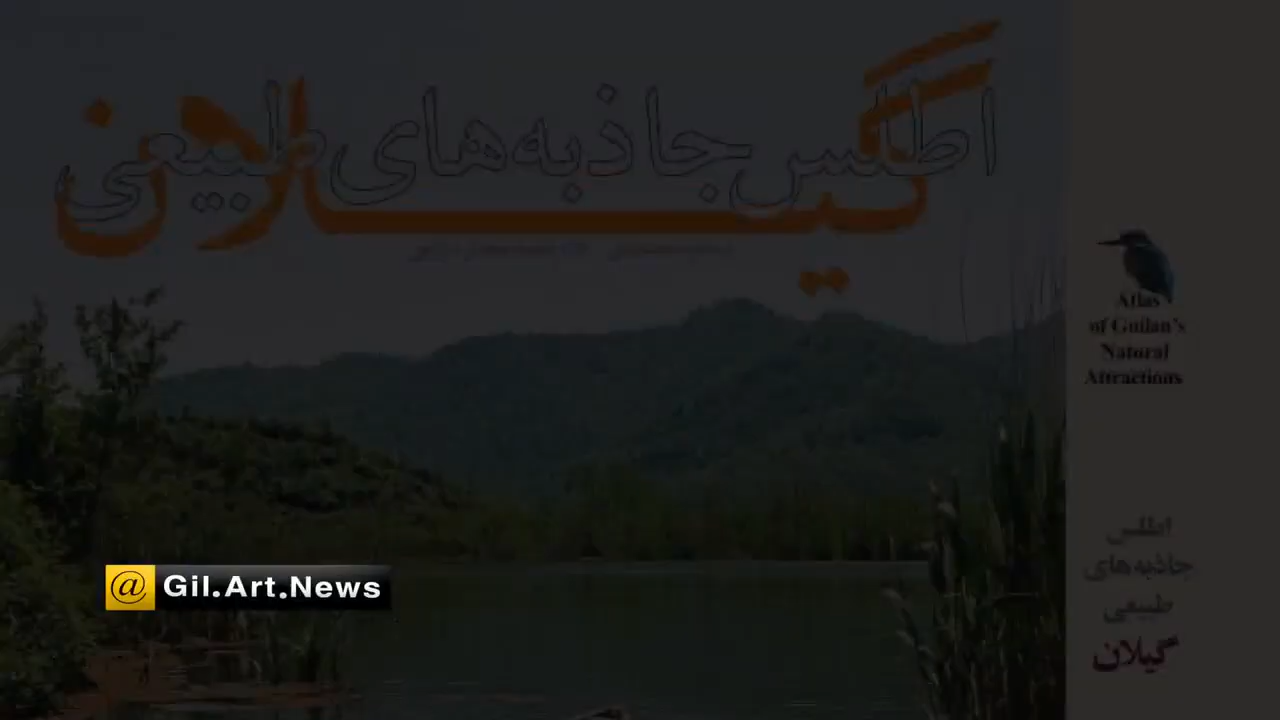 اطلس جاذبه‌های طبیعی
گیلان
Atlas
of Guilan's
Natural
Attractions
اطلس
جاذبه‌های
طبیعی
گیلان
@ Gil.Art.News